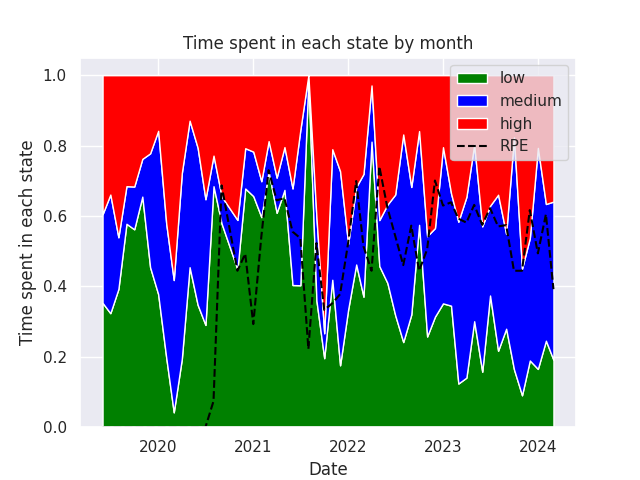 Time spent in each state by month
low
medium
high
RPE
1.0
0.8
0.6
0.4
0.2
0.0
Time spent in each state
2020 2021 2022 2023 2024
Date